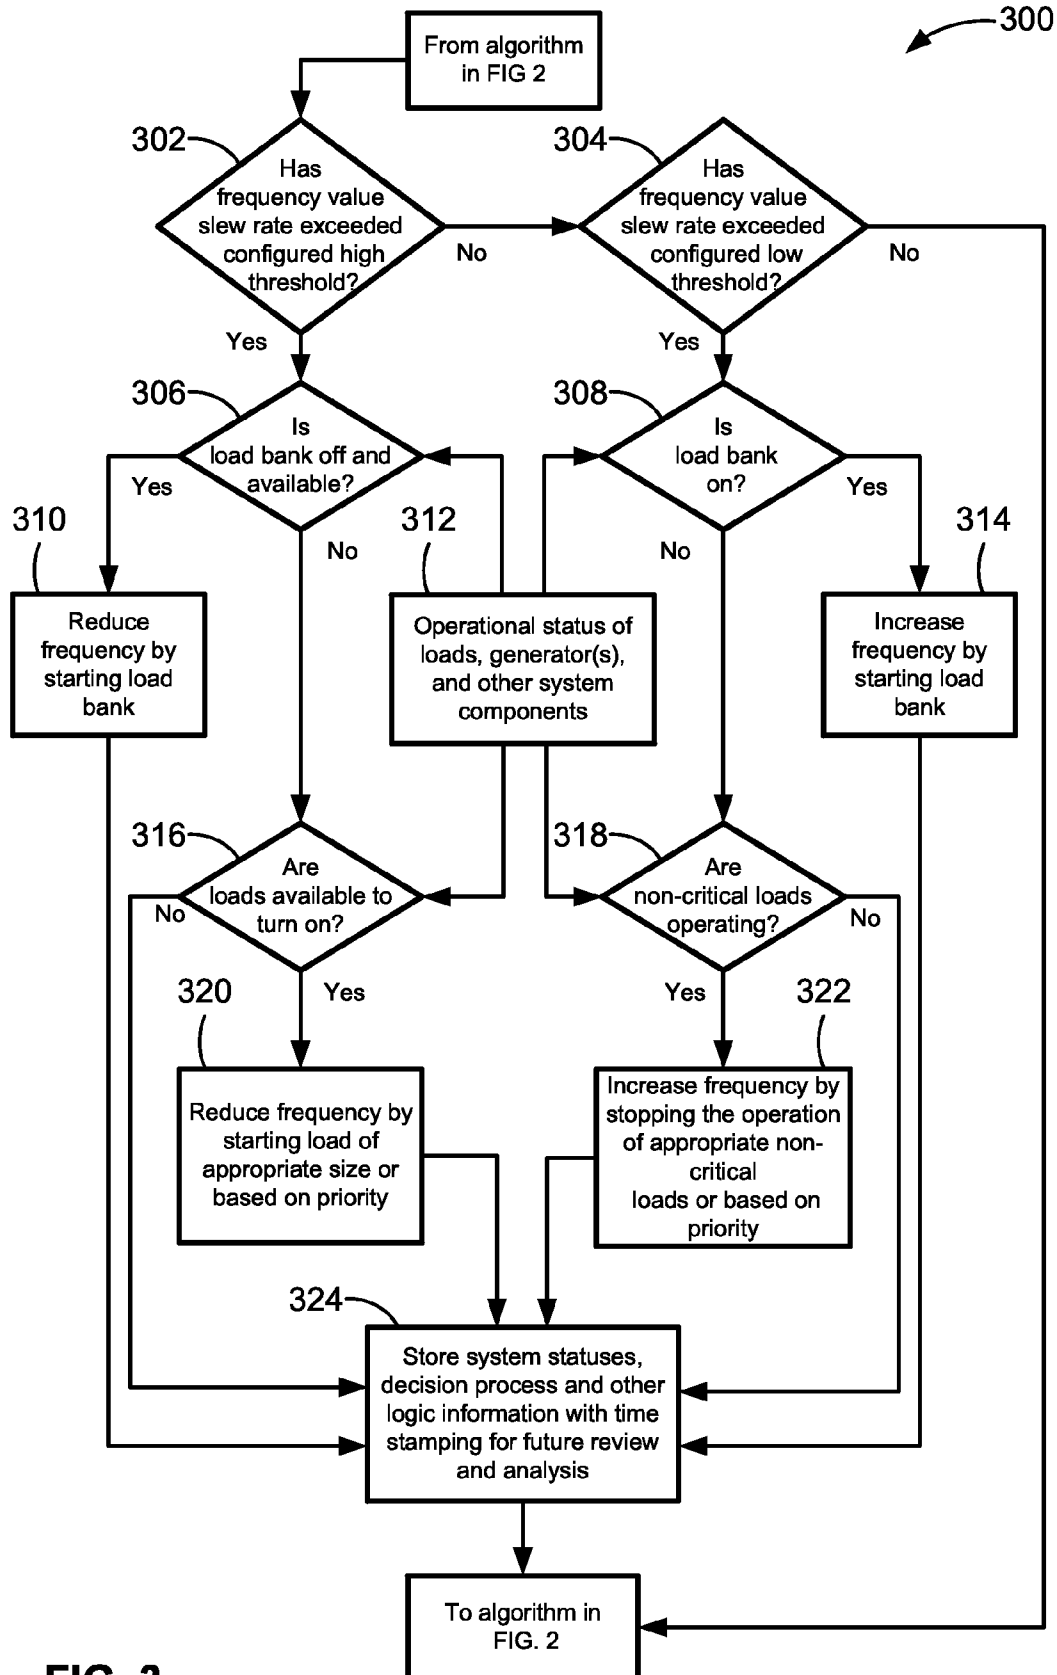 300
From algorithm
in FIG 2
302
Has
frequency value
slew rate exceeded
configured high
threshold?
No
304
Has
frequency value
slew rate exceeded
configured low
threshold?
No
Yes
Yes
306
Is
load bank off and
available?
Yes
No
308
Is
load bank
on?
Yes
No
310
Reduce
frequency by
starting load
bank
312
Operational status of
loads, generator(s),
and other system
components
314
Increase
frequency by
starting load
bank
316
Are
loads available to
turn on?
No
Yes
318
Are
non-critical loads
operating?
No
Yes
320
Reduce frequency by
starting load of
appropriate size or
based on priority
322
Increase frequency by
stopping the operation
of appropriate non-
critical
loads or based on
priority
324
Store system statuses,
decision process and other
logic information with time
stamping for future review
and analysis
To algorithm in
FIG. 2